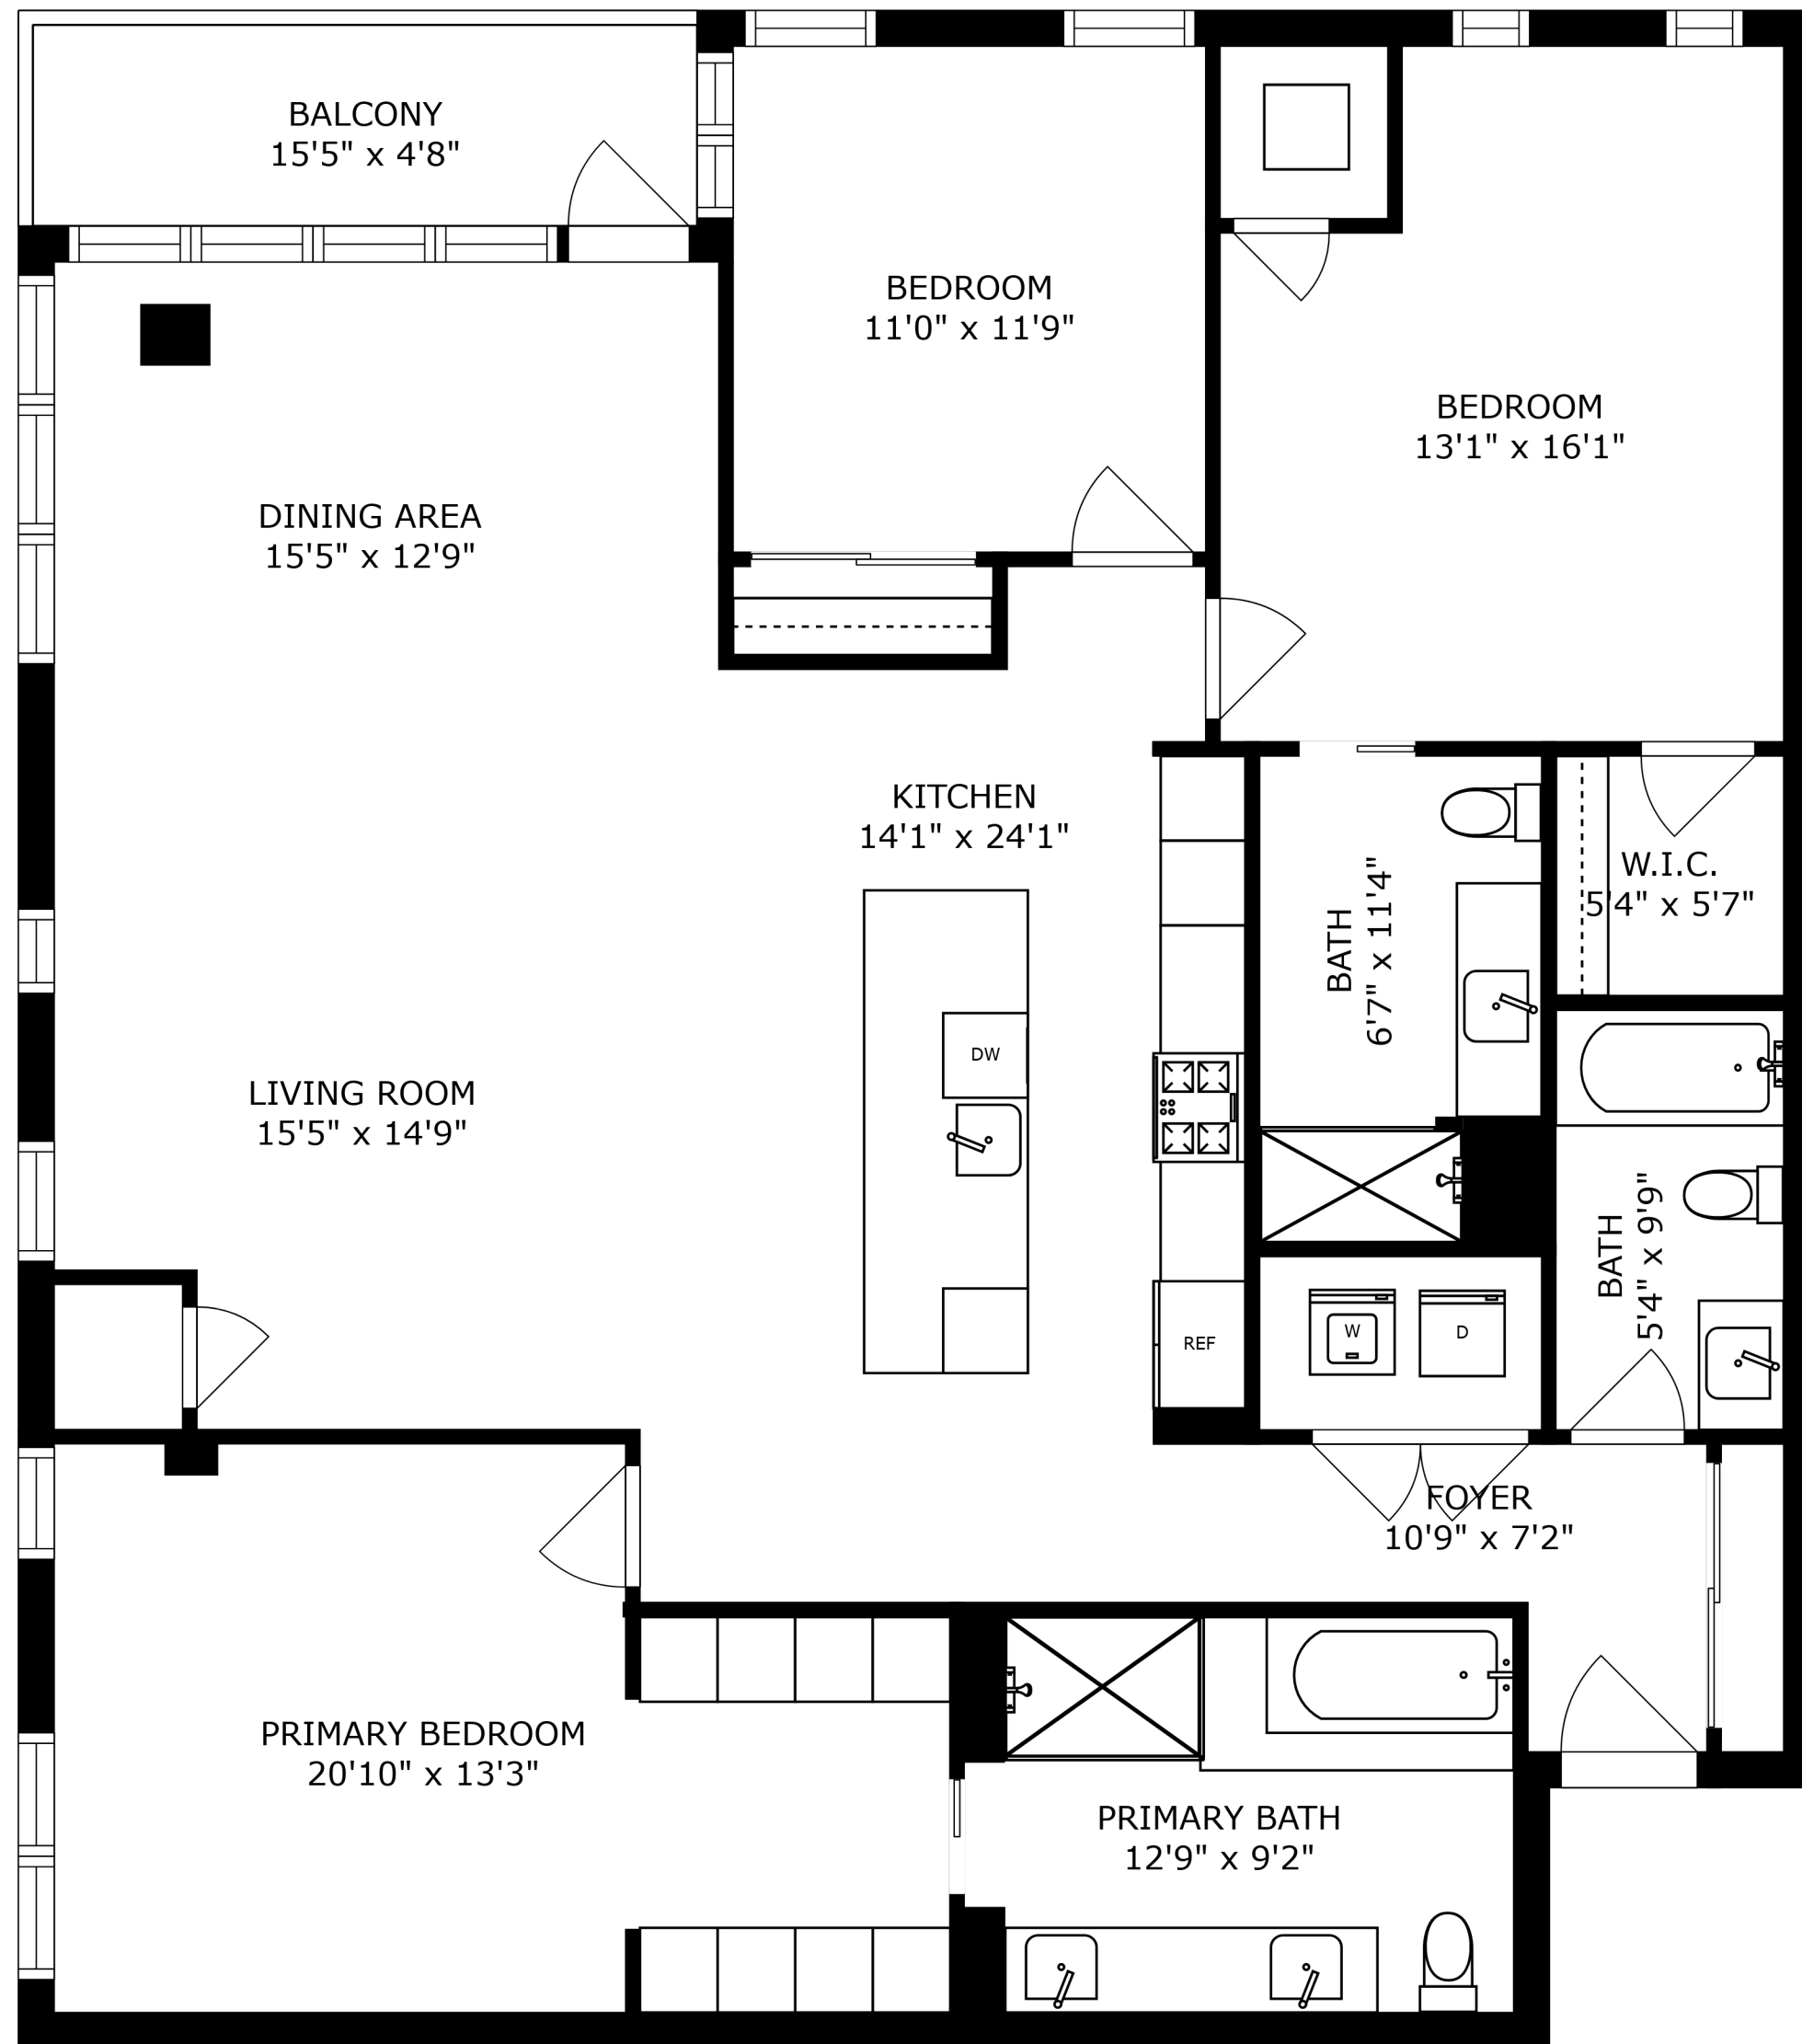 BALCONY
15'5" x 4'8"
BEDROOM
11'0" x 11'9"
BEDROOM
13'1" x 16'1"
DINING AREA
15'5" x 12'9"
KITCHEN
14'1" x 24'1"
W.I.C.
5'4" x 5'7"
BATH
6'7" x 11'4"
DW
LIVING ROOM
15'5" x 14'9"
BATH
5'4" x 9'9"
REF
W
D
FOYER
10'9" x 7'2"
PRIMARY BEDROOM
20'10" x 13'3"
PRIMARY BATH
12'9" x 9'2"